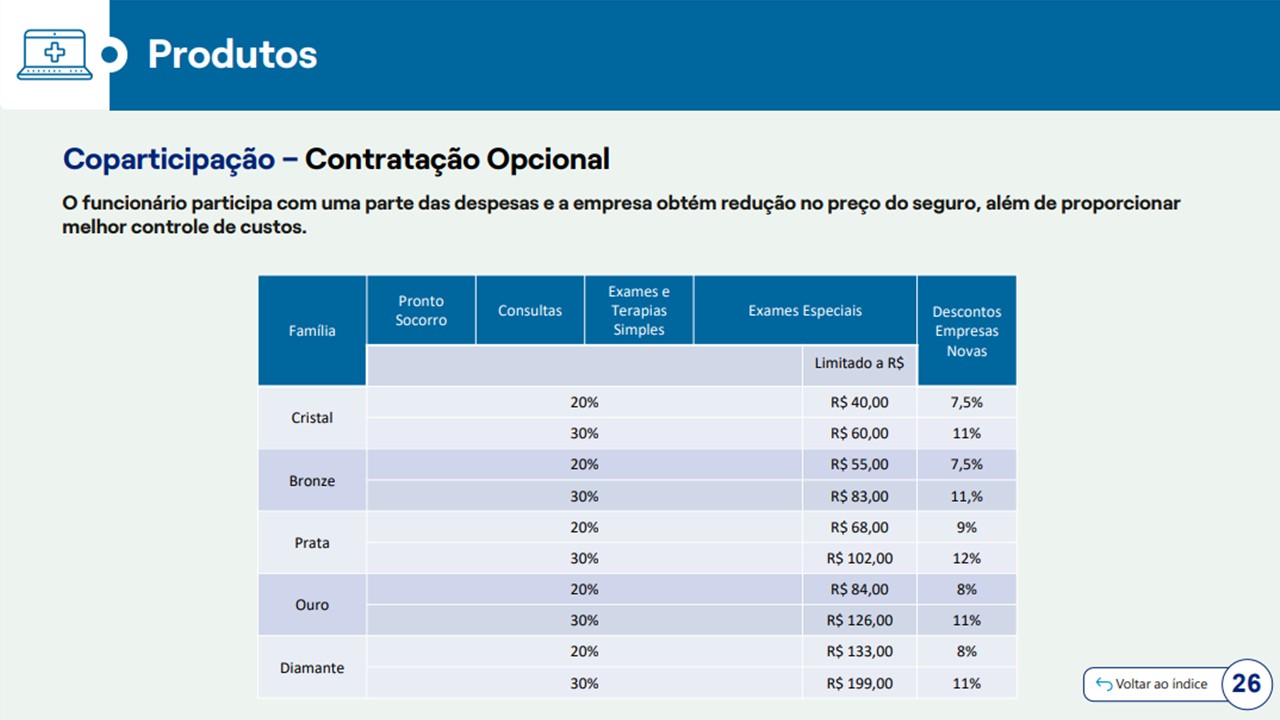 Produtos
Coparticipação – Contratação Opcional
O funcionário participa com uma parte das despesas e a empresa obtém redução no preço do seguro, além de proporcionar
melhor controle de custos.
Família
Pronto
Socorro
Consultas
Exames e
Terapias
Simples
Exames Especiais
Descontos
Empresas
Novas
Limitado a R$
Cristal
20% R$ 40,00 7,5%
30% R$ 60,00 11%
Bronze
20% R$ 55,00 7,5%
30% R$ 83,00 11,%
Prata
20% R$ 68,00 9%
30% R$ 102,00 12%
Ouro
20% R$ 84,00 8%
30% R$ 126,00 11%
Diamante
20% R$ 133,00 8%
30% R$ 199,00 11%
Voltar ao índice 26